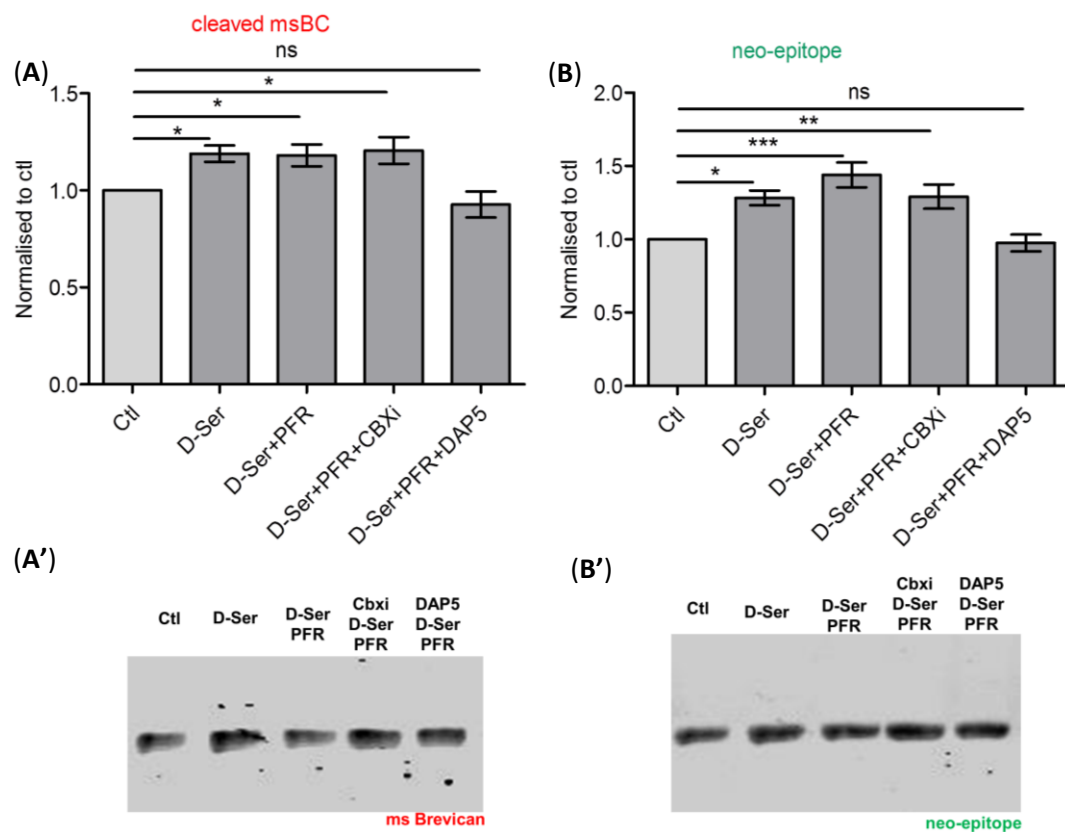 cleaved msBC
(A)
ns
*
*
*
1.5
1.0
0.5
0.0
Normalised to ctl
Ctl
D-Ser
D-Ser+PFR
D-Ser+PFR+CBXi
D-Ser+PFR+DAP5
neo-epitope
(B)
ns
**
***
*
2.0
1.5
1.0
0.5
0.0
Normalised to ctl
Ctl
D-Ser
D-Ser+PFR
D-Ser+PFR+CBXi
D-Ser+PFR+DAP5
(A')
Ctl
D-Ser
D-Ser
PFR
Cbxi
D-Ser
PFR
DAP5
D-Ser
PFR
ms Brevican
(B')
Ctl
D-Ser
D-Ser
PFR
Cbxi
D-Ser
PFR
DAP5
D-Ser
PFR
neo-epitope